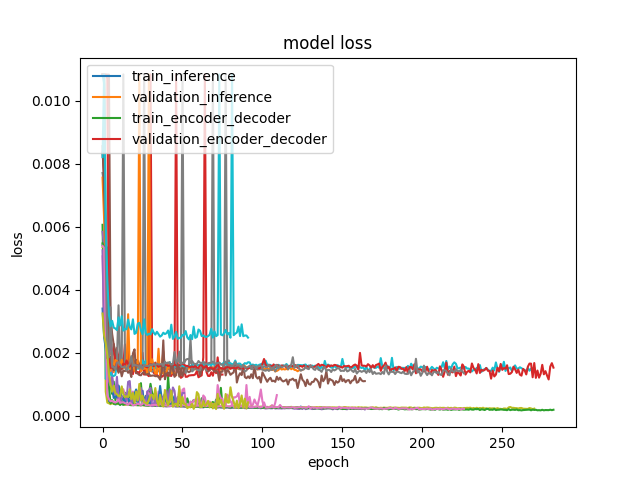 model loss
train_inference
validation_inference
train_encoder_decoder
validation_encoder_decoder
0.010
0.008
0.006
0.004
0.002
0.000
loss
0
50
100
150
200
250
epoch